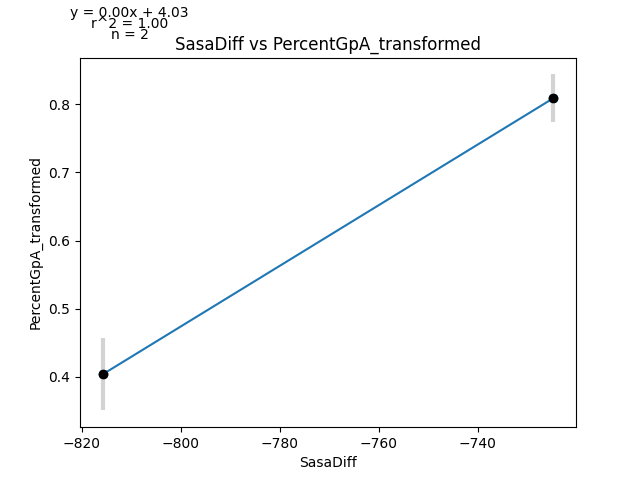 y = 0.00x + 4.03
r^2 = 1.00
n = 2
SasaDiff vs PercentGpA_transformed
PercentGpA_transformed
0.8
0.7
0.6
0.5
0.4
−820
−800
−780
−760
−740
SasaDiff